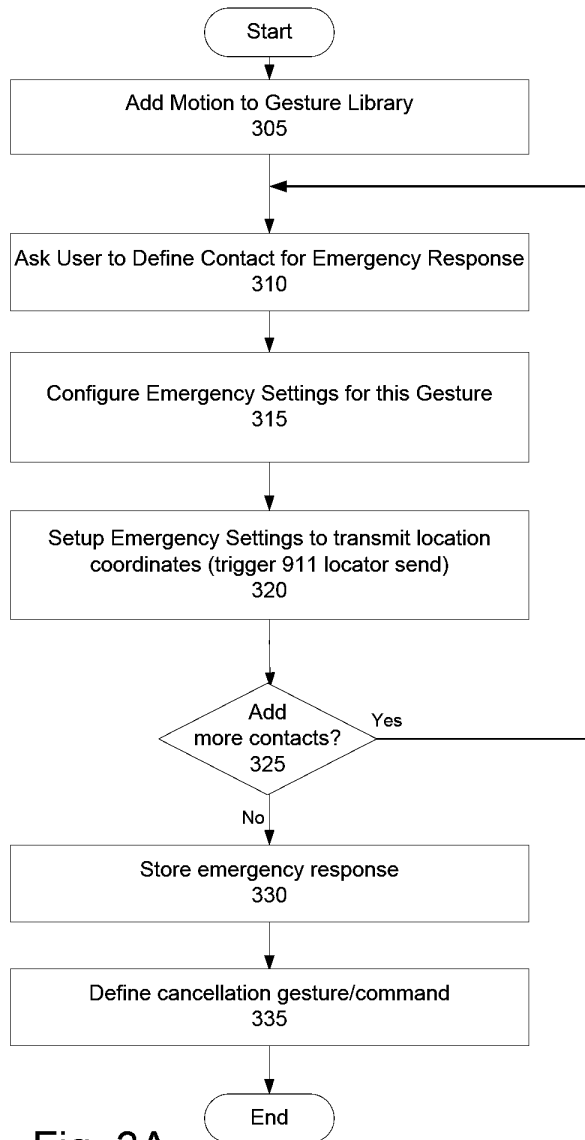 Start
Add Motion to Gesture Library
305
Ask User to Define Contact for Emergency Response
310
Configure Emergency Settings for this Gesture
315
Setup Emergency Settings to transmit location
coordinates (trigger 911 locator send)
320
Add
more contacts?
325
Yes
No
Store emergency response
330
Define cancellation gesture/command
335
End
Fig. 3A